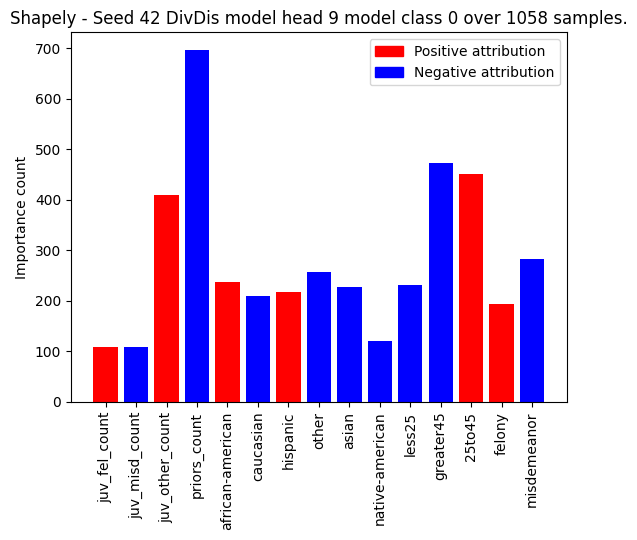 Shapely - Seed 42 DivDis model head 9 model class 0 over 1058 samples.
Positive attribution
Negative attribution
Importance count
700
600
500
400
300
200
100
0
juv_fel_count
juv_misd_count
juv_other_count
priors_count
african-american
caucasian
hispanic
other
asian
native-american
less25
greater45
25to45
felony
misdemeanor